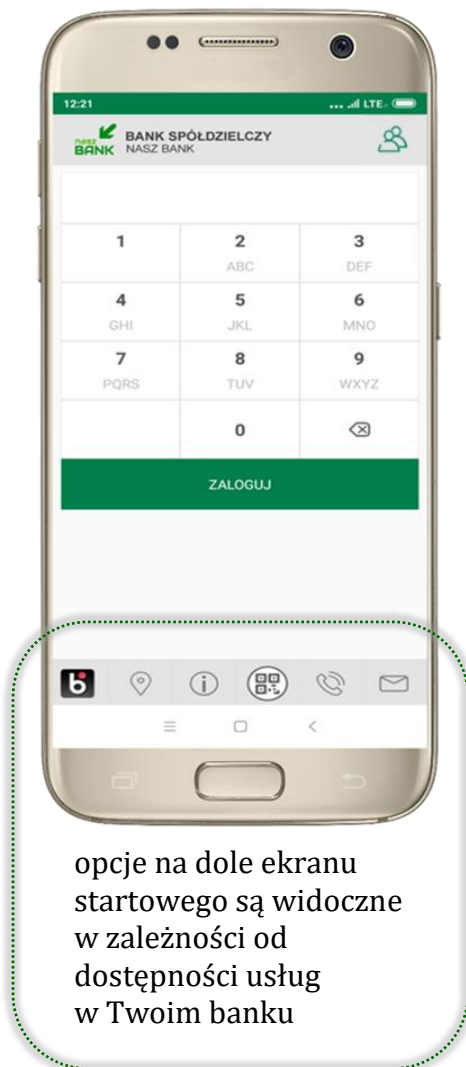 12:21 ... LTE
nasz BANK BANK SPÓŁDZIELCZY
NASZ BANK
1 2 3
ABC DEF
4 5 6
GHI JKL MNO
7 8 9
PQRS TUV WXYZ
0
ZALOGUJ
b
opcje na dole ekranu
startowego są widoczne
w zależności od
dostępności usług
w Twoim banku